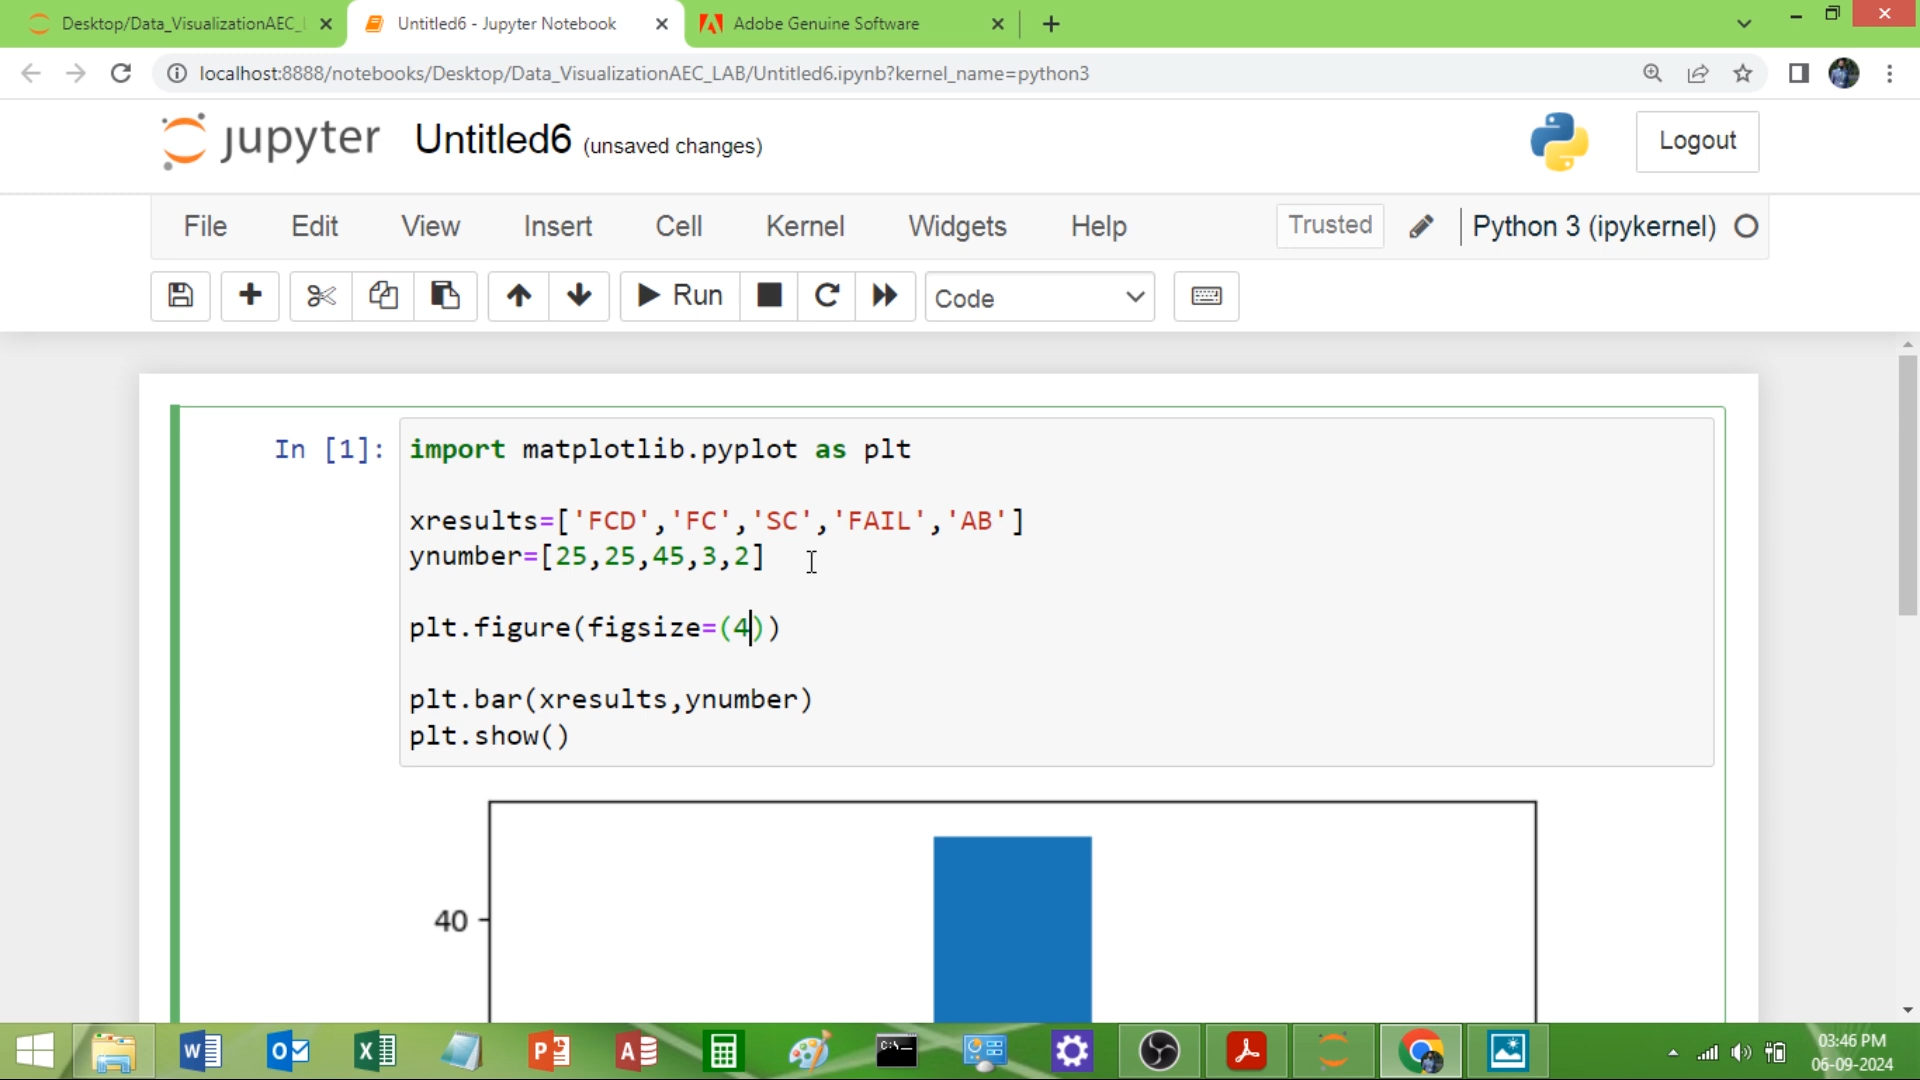 Desktop/Data_VisualizationAEC_
Untitled6 - Jupyter Notebook
Adobe Genuine Software
localhost:8888/notebooks/Desktop/Data_VisualizationAEC_LAB/Untitled6.ipynb?kernel_name=python3
jupyter Untitled6 (unsaved changes)
Logout
File Edit View Insert Cell Kernel Widgets Help Trusted Python 3 (ipykernel)
Run Code
In [1]: import matplotlib.pyplot as plt
xresults=['FCD','FC','SC','FAIL','AB']
ynumber=[25,25,45,3,2]
plt.figure(figsize=(4))
plt.bar(xresults,ynumber)
plt.show()
40
03:46 PM
06-09-2024